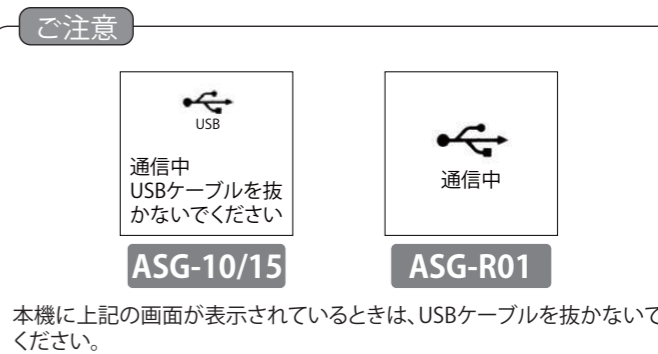 ご注意
USB
通信中
USBケーブルを抜
かないでください
通信中
ASG-10/15
ASG-R01
本機に上記の画面が表示されているときは、USBケーブルを抜かないで
ください。